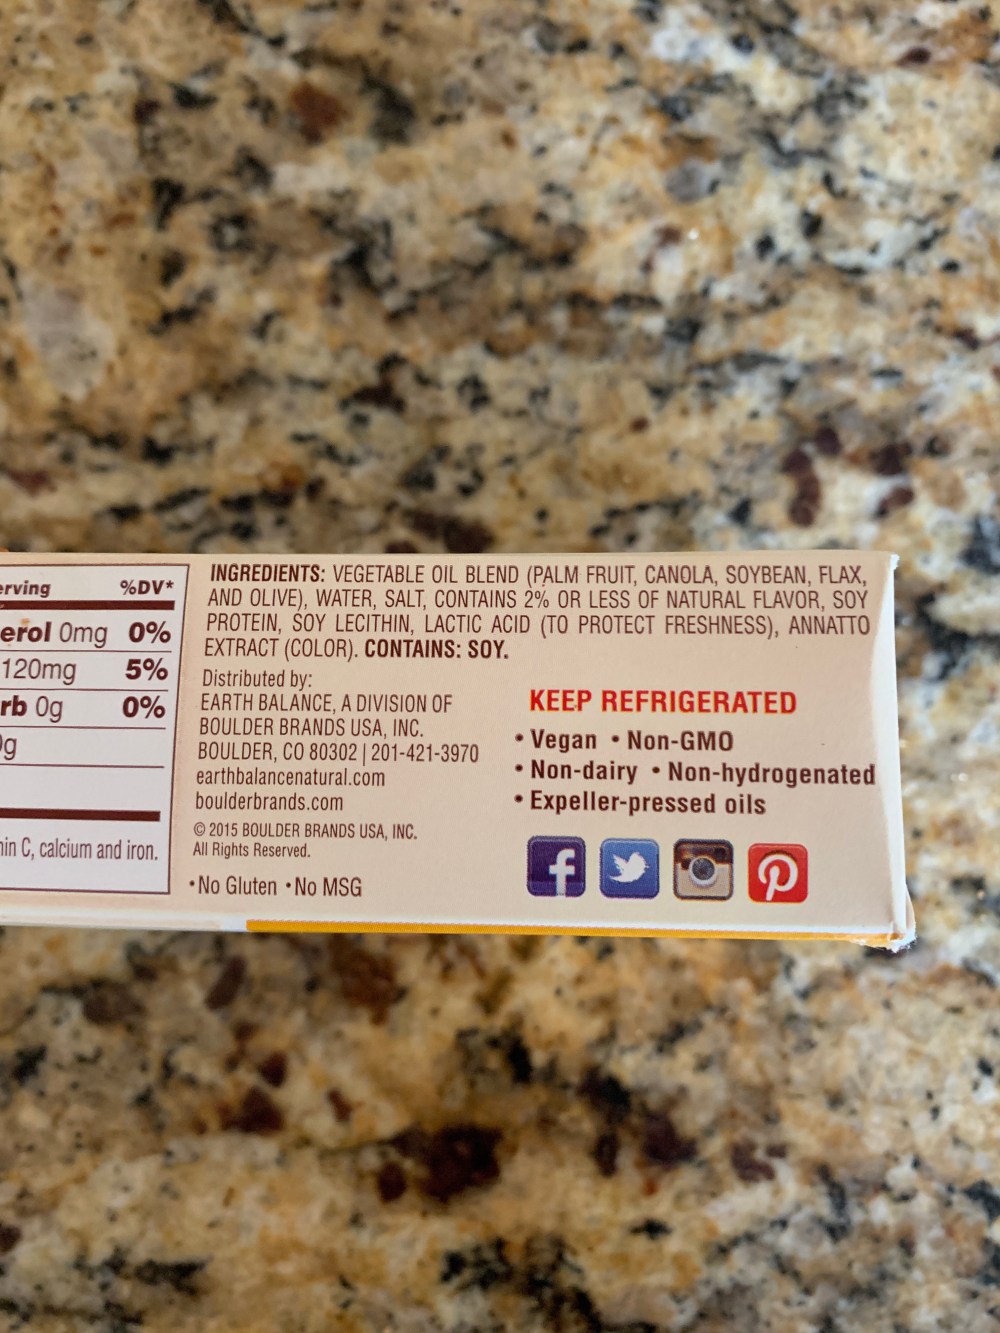 erving %DV*
erol 0mg 0%
120mg 5%
rb 0g 0%
g
in C, calcium and iron.
INGREDIENTS: VEGETABLE OIL BLEND (PALM FRUIT, CANOLA, SOYBEAN, FLAX,
AND OLIVE), WATER, SALT, CONTAINS 2% OR LESS OF NATURAL FLAVOR, SOY
PROTEIN, SOY LECITHIN, LACTIC ACID (TO PROTECT FRESHNESS), ANNATTO
EXTRACT (COLOR). CONTAINS: SOY.
Distributed by:
EARTH BALANCE, A DIVISION OF
BOULDER BRANDS USA, INC.
BOULDER, CO 80302 | 201-421-3970
earthbalancenatural.com
boulderbrands.com
© 2015 BOULDER BRANDS USA, INC.
All Rights Reserved.
•No Gluten •No MSG
KEEP REFRIGERATED
• Vegan • Non-GMO
• Non-dairy • Non-hydrogenated
• Expeller-pressed oils